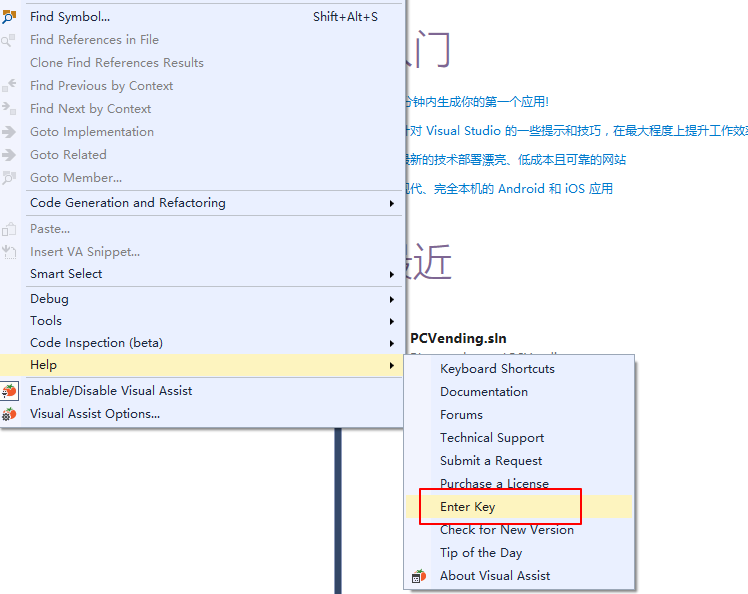 Find Symbol... Shift+Alt+S
Find References in File
Clone Find References Results
Find Previous by Context
Find Next by Context
Goto Implementation
Goto Related
Goto Member...
Code Generation and Refactoring
Paste...
Insert VA Snippet...
Smart Select
Debug
Tools
Code Inspection (beta)
Help
Enable/Disable Visual Assist
Visual Assist Options...
门
分钟内生成你的第一个应用!
针对 Visual Studio 的一些提示和技巧，在最大程度上提升工作效
最新的技术部署漂亮、低成本且可靠的网站
现代、完全本机的 Android 和 iOS 应用
最近
PCVending.sln
Keyboard Shortcuts
Documentation
Forums
Technical Support
Submit a Request
Purchase a License
Enter Key
Check for New Version
Tip of the Day
About Visual Assist